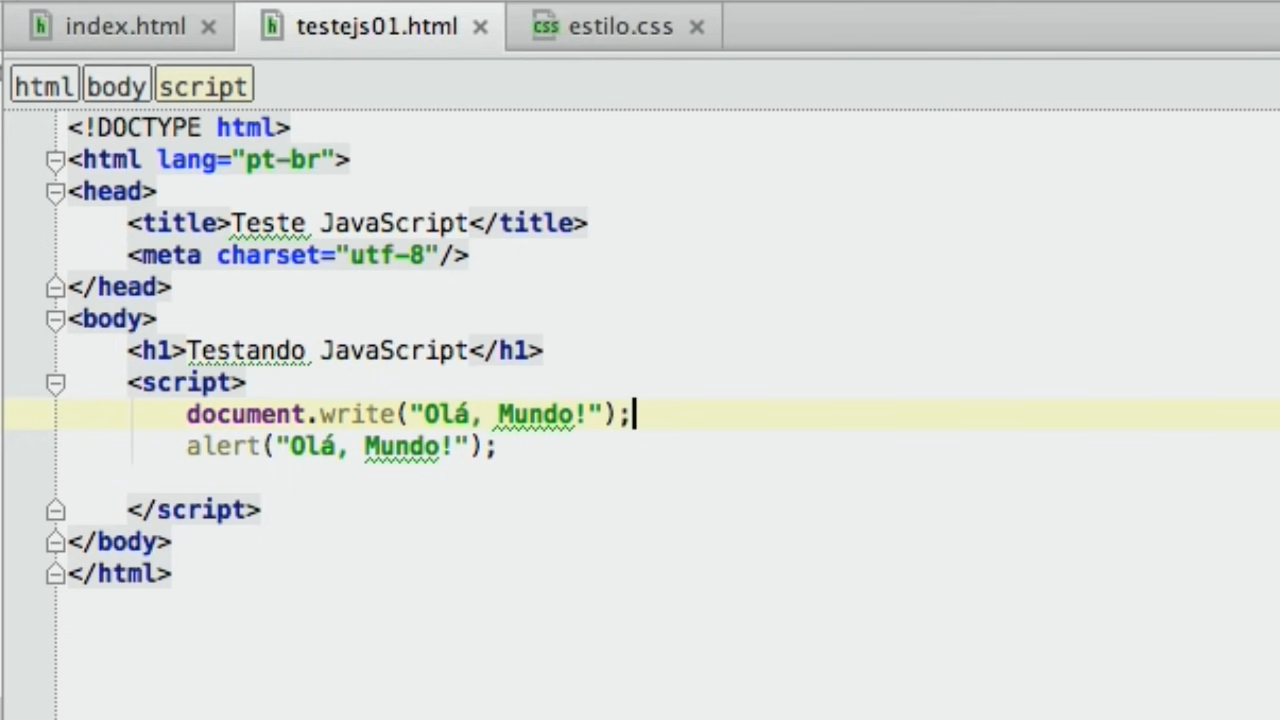 index.html testejs01.html css estilo.css
html body script
<!DOCTYPE html>
<html lang="pt-br">
<head>
    <title>Teste JavaScript</title>
    <meta charset="utf-8"/>
</head>
<body>
    <h1>Testando JavaScript</h1>
    <script>
        document.write("Olá, Mundo!");
        alert("Olá, Mundo!");
    </script>
</body>
</html>